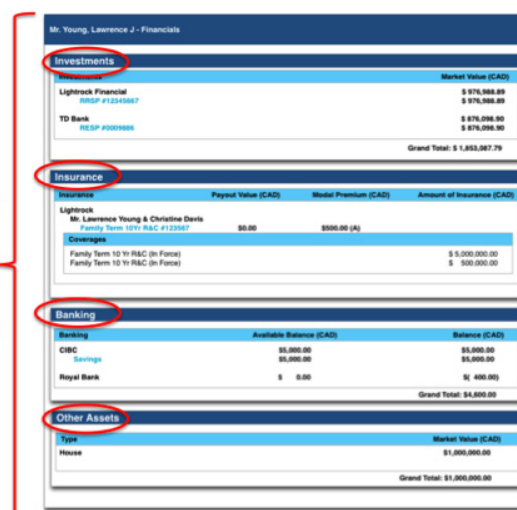 Mr. Young, Lawrence J - Financials
Investments
Investments Market Value (CAD)
Lightrock Financial $ 976,988.89
RRSP #12345667 $ 976,988.89
TD Bank $ 876,098.90
RESP #0009886 $ 876,098.90
Grand Total: $ 1,853,087.79
Insurance
Insurance Payout Value (CAD) Modal Premium (CAD) Amount of Insurance (CAD)
Lightrock
Mr. Lawrence Young & Christine Davis
Family Term 10Yr R&C #123567 $0.00 $500.00 (A)
Coverages
Family Term 10 Yr R&C (In Force) $ 5,000,000.00
Family Term 10 Yr R&C (In Force) $ 500,000.00
Banking
Banking Available Balance (CAD) Balance (CAD)
CIBC $5,000.00 $5,000.00
Savings $5,000.00 $5,000.00
Royal Bank $ 0.00 $( 400.00)
Grand Total: $4,600.00
Other Assets
Type Market Value (CAD)
House $1,000,000.00
Grand Total: $1,000,000.00